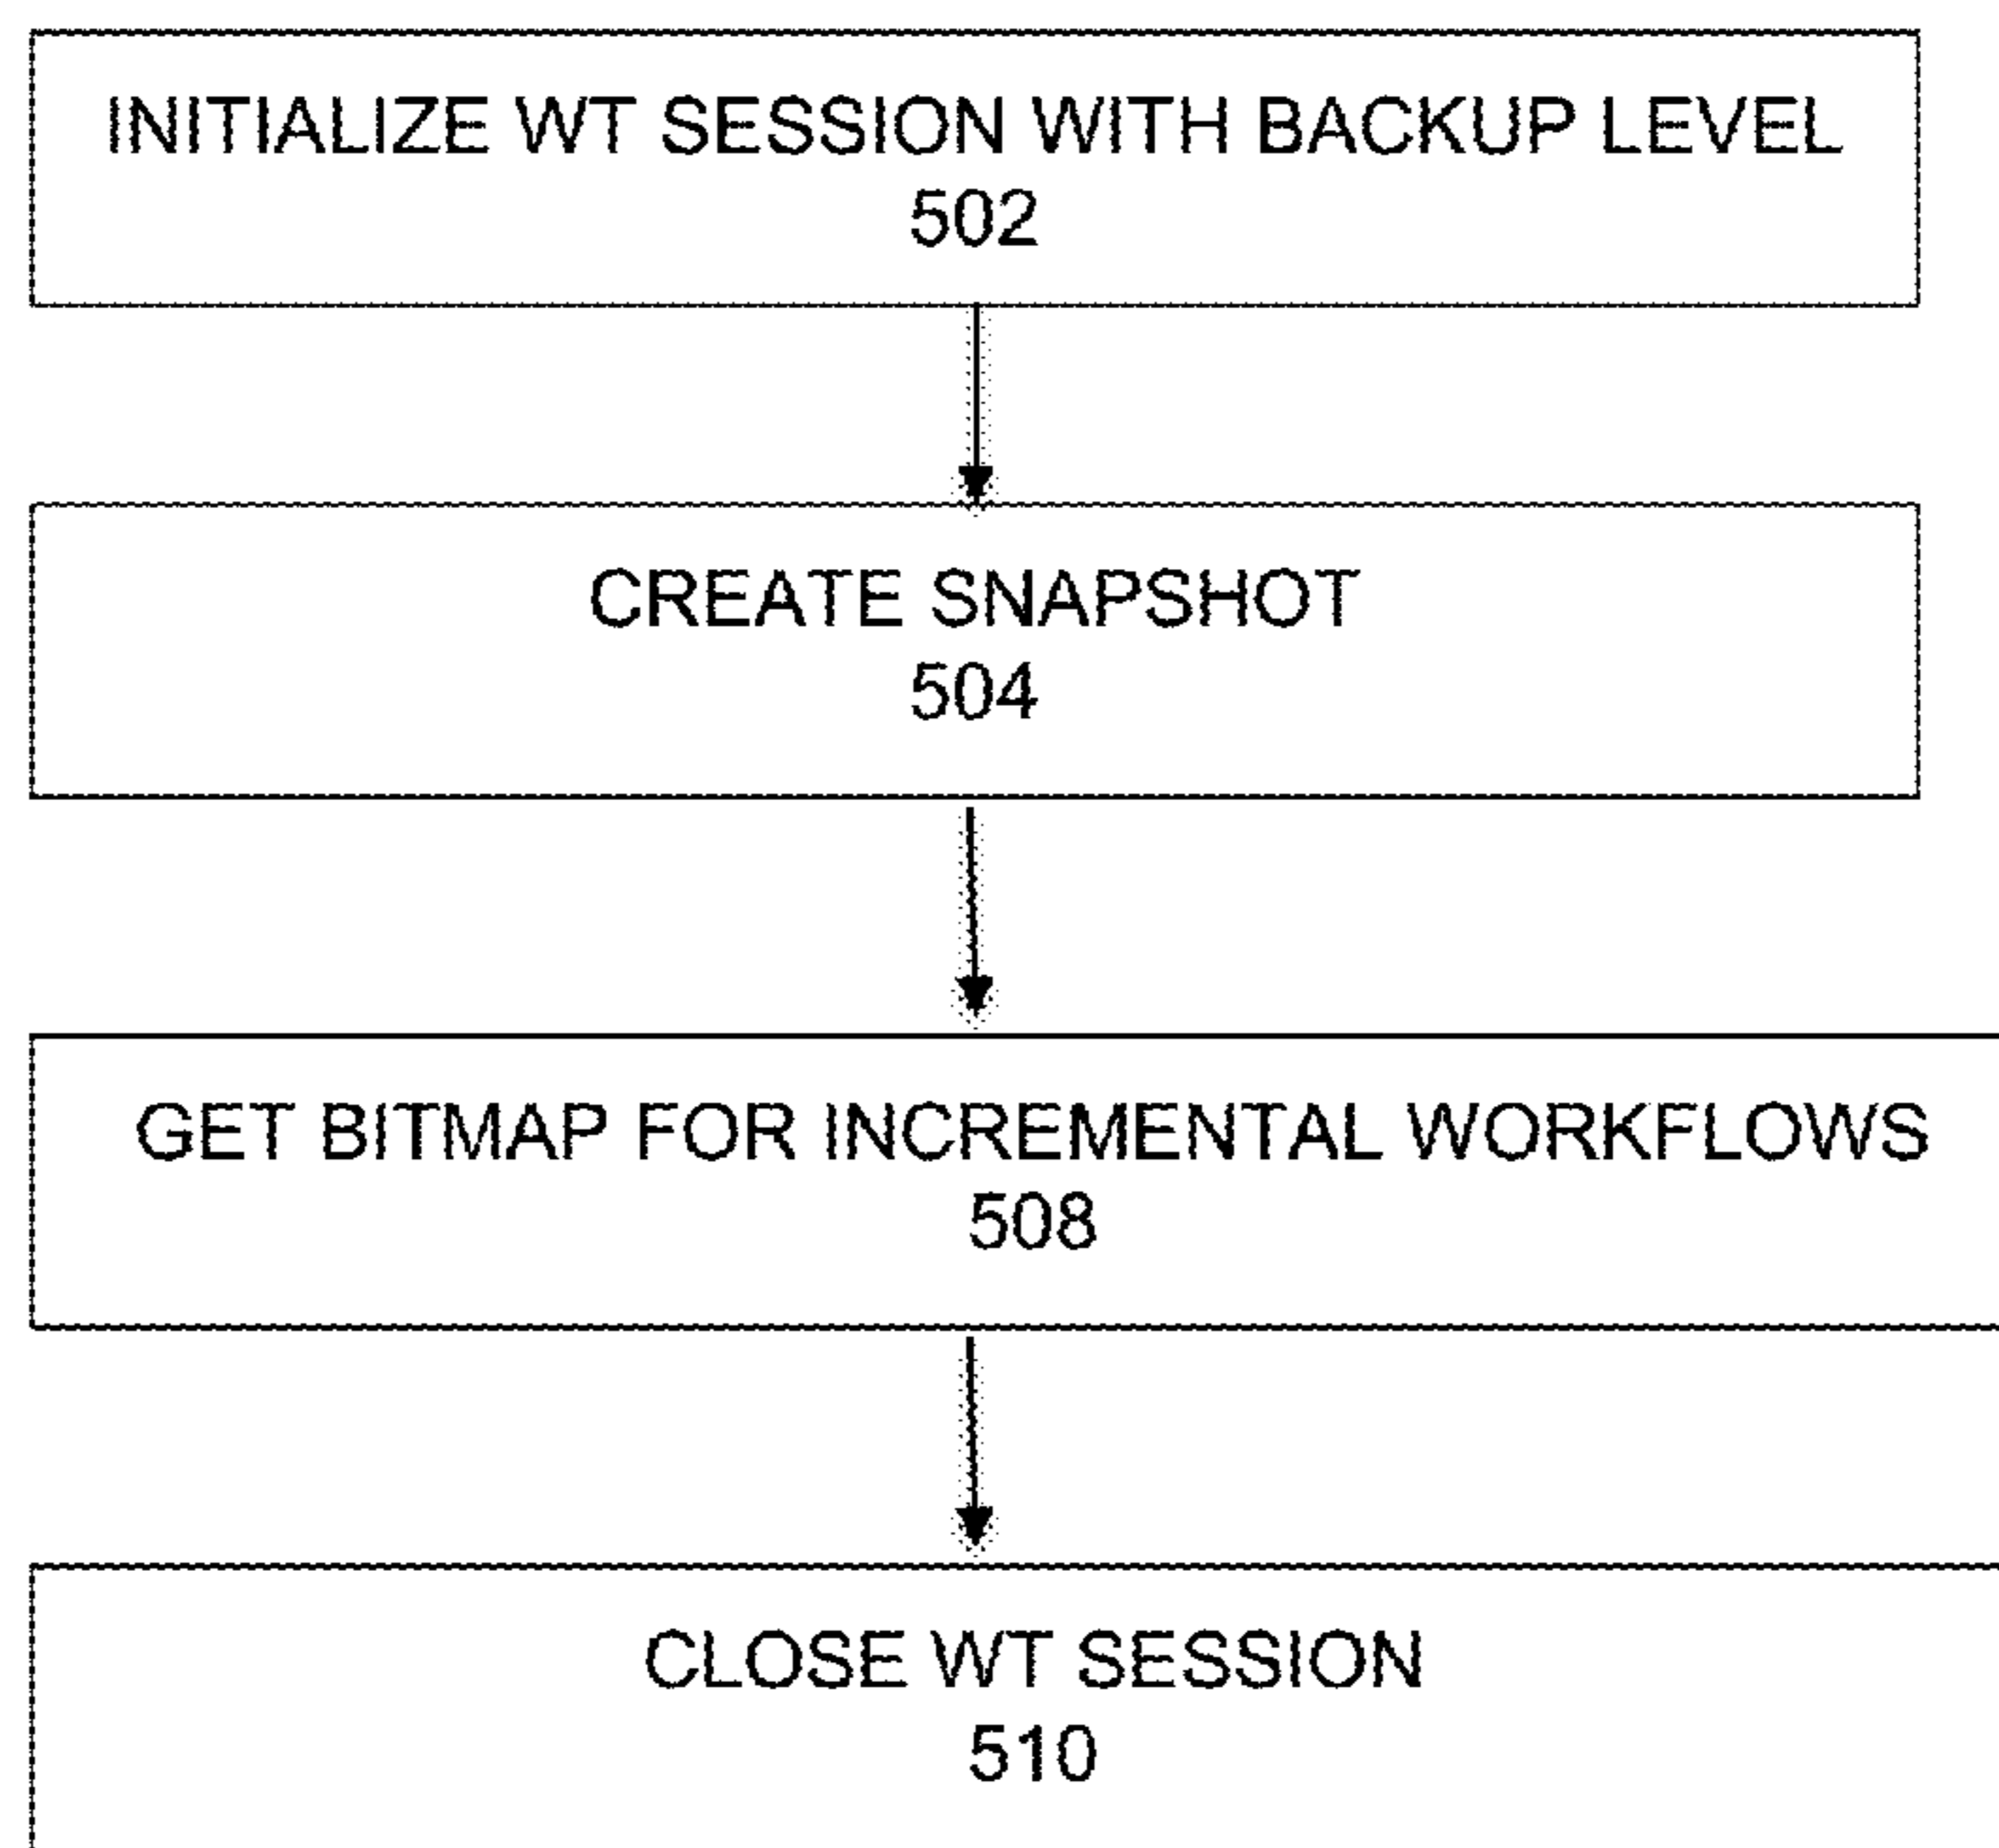 INITIALIZE WT SESSION WITH BACKUP LEVEL
502
CREATE SNAPSHOT
504
GET BITMAP FOR INCREMENTAL WORKFLOWS
508
CLOSE WT SESSION
510